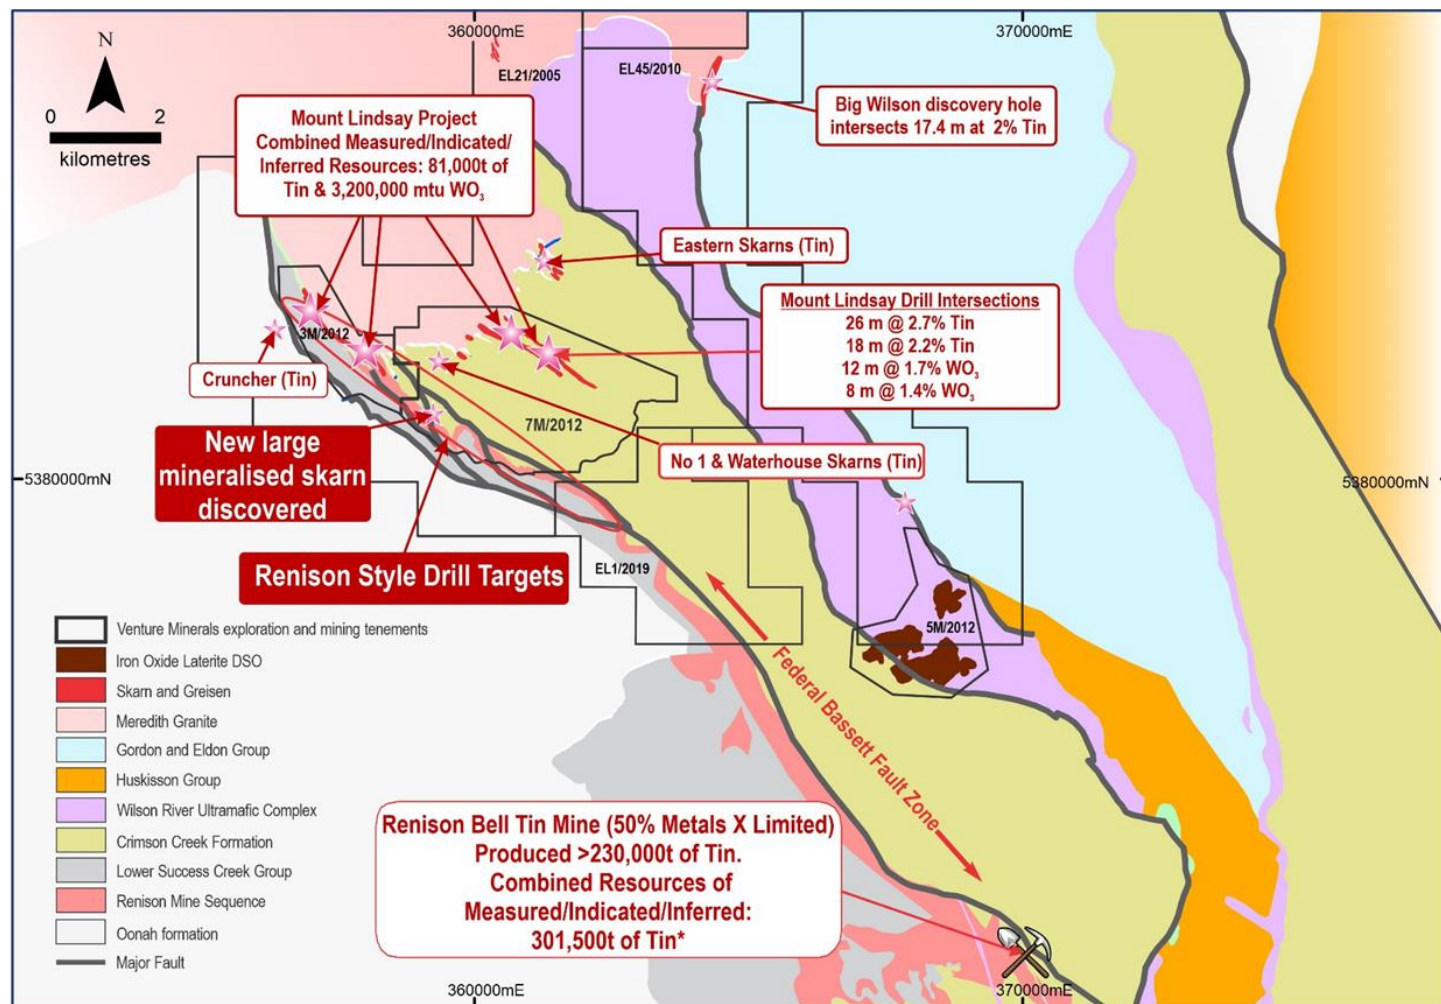 360000mE
370000mE
N
0 2
kilometres
EL21/2005
EL45/2010
Mount Lindsay Project
Combined Measured/Indicated/
Inferred Resources: 81,000t of
Tin & 3,200,000 mtu WO₃
Big Wilson discovery hole
intersects 17.4 m at 2% Tin
Eastern Skarns (Tin)
Mount Lindsay Drill Intersections
26 m @ 2.7% Tin
18 m @ 2.2% Tin
12 m @ 1.7% WO₃
8 m @ 1.4% WO₃
3M/2012
Cruncher (Tin)
7M/2012
New large
mineralised skarn
discovered
No 1 & Waterhouse Skarns (Tin)
5380000mN
5380000mN
Renison Style Drill Targets
EL1/2019
5M/2012
Federal Bassett Fault Zone
Venture Minerals exploration and mining tenements
Iron Oxide Laterite DSO
Skarn and Greisen
Meredith Granite
Gordon and Eldon Group
Huskisson Group
Wilson River Ultramafic Complex
Crimson Creek Formation
Lower Success Creek Group
Renison Mine Sequence
Oonah formation
Major Fault
Renison Bell Tin Mine (50% Metals X Limited)
Produced >230,000t of Tin.
Combined Resources of
Measured/Indicated/Inferred:
301,500t of Tin*
360000mE
370000mE